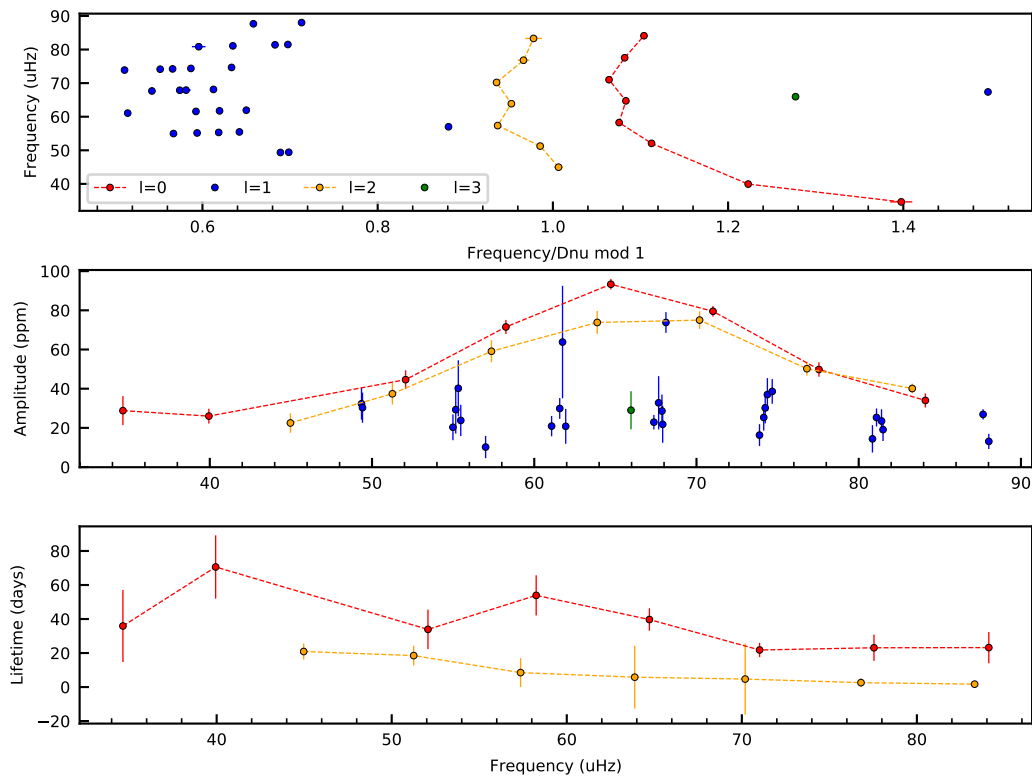 90
80
70
60
50
40
Frequency (uHz)
l=0 l=1 l=2 l=3
0.6 0.8 1.0 1.2 1.4
Frequency/Dnu mod 1
100
80
60
40
20
0
Amplitude (ppm)
40 50 60 70 80 90
80
60
40
20
0
−20
Lifetime (days)
40 50 60 70 80
Frequency (uHz)